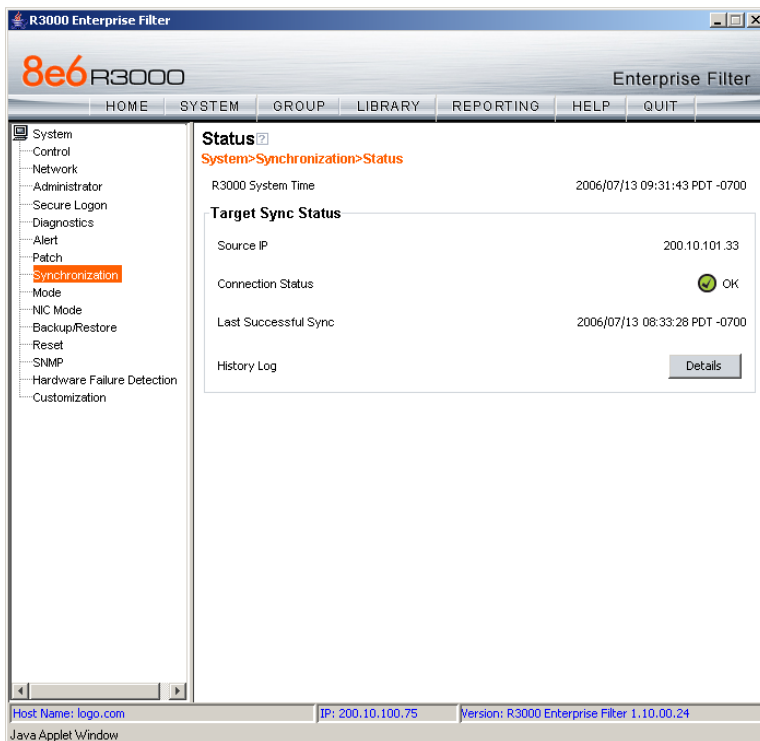 R3000 Enterprise Filter
8e6 R3000
Enterprise Filter
HOME SYSTEM GROUP LIBRARY REPORTING HELP QUIT
System
Control
Network
Administrator
Secure Logon
Diagnostics
Alert
Patch
Synchronization
Mode
NIC Mode
Backup/Restore
Reset
SNMP
Hardware Failure Detection
Customization
Status ?
System>Synchronization>Status
R3000 System Time 2006/07/13 09:31:43 PDT -0700
Target Sync Status
Source IP 200.10.101.33
Connection Status OK
Last Successful Sync 2006/07/13 08:33:28 PDT -0700
History Log Details
Host Name: logo.com IP: 200.10.100.75 Version: R3000 Enterprise Filter 1.10.00.24
Java Applet Window